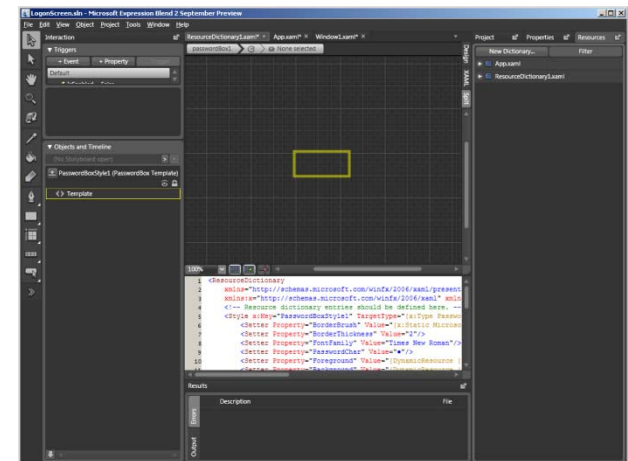 LogonScreen.sln - Microsoft Expression Blend 2 September Preview
File Edit View Object Project Tools Window Help
Interaction
Triggers
+ Event + Property
Default
Objects and Timeline
(No Storyboard open)
PasswordBoxStyle1 (PasswordBox Template)
Template
ResourceDictionary1.xaml* × App.xaml* × Window1.xaml* ×
passwordBox1 None selected
Design
XAML
Split
100%
1 <ResourceDictionary
2 xmlns="http://schemas.microsoft.com/winfx/2006/xaml/present
3 xmlns:x="http://schemas.microsoft.com/winfx/2006/xaml" xmln
4 <!-- Resource dictionary entries should be defined here. --
5 <Style x:Key="PasswordBoxStyle1" TargetType="{x:Type Passwo
6 <Setter Property="BorderBrush" Value="{x:Static Microso
7 <Setter Property="BorderThickness" Value="2"/>
8 <Setter Property="FontFamily" Value="Times New Roman"/>
9 <Setter Property="PasswordChar" Value="●"/>
10 <Setter Property="Foreground" Value="{DynamicResource
Results
Errors
Output
Description File
Project Properties Resources
New Dictionary... Filter
App.xaml
ResourceDictionary1.xaml